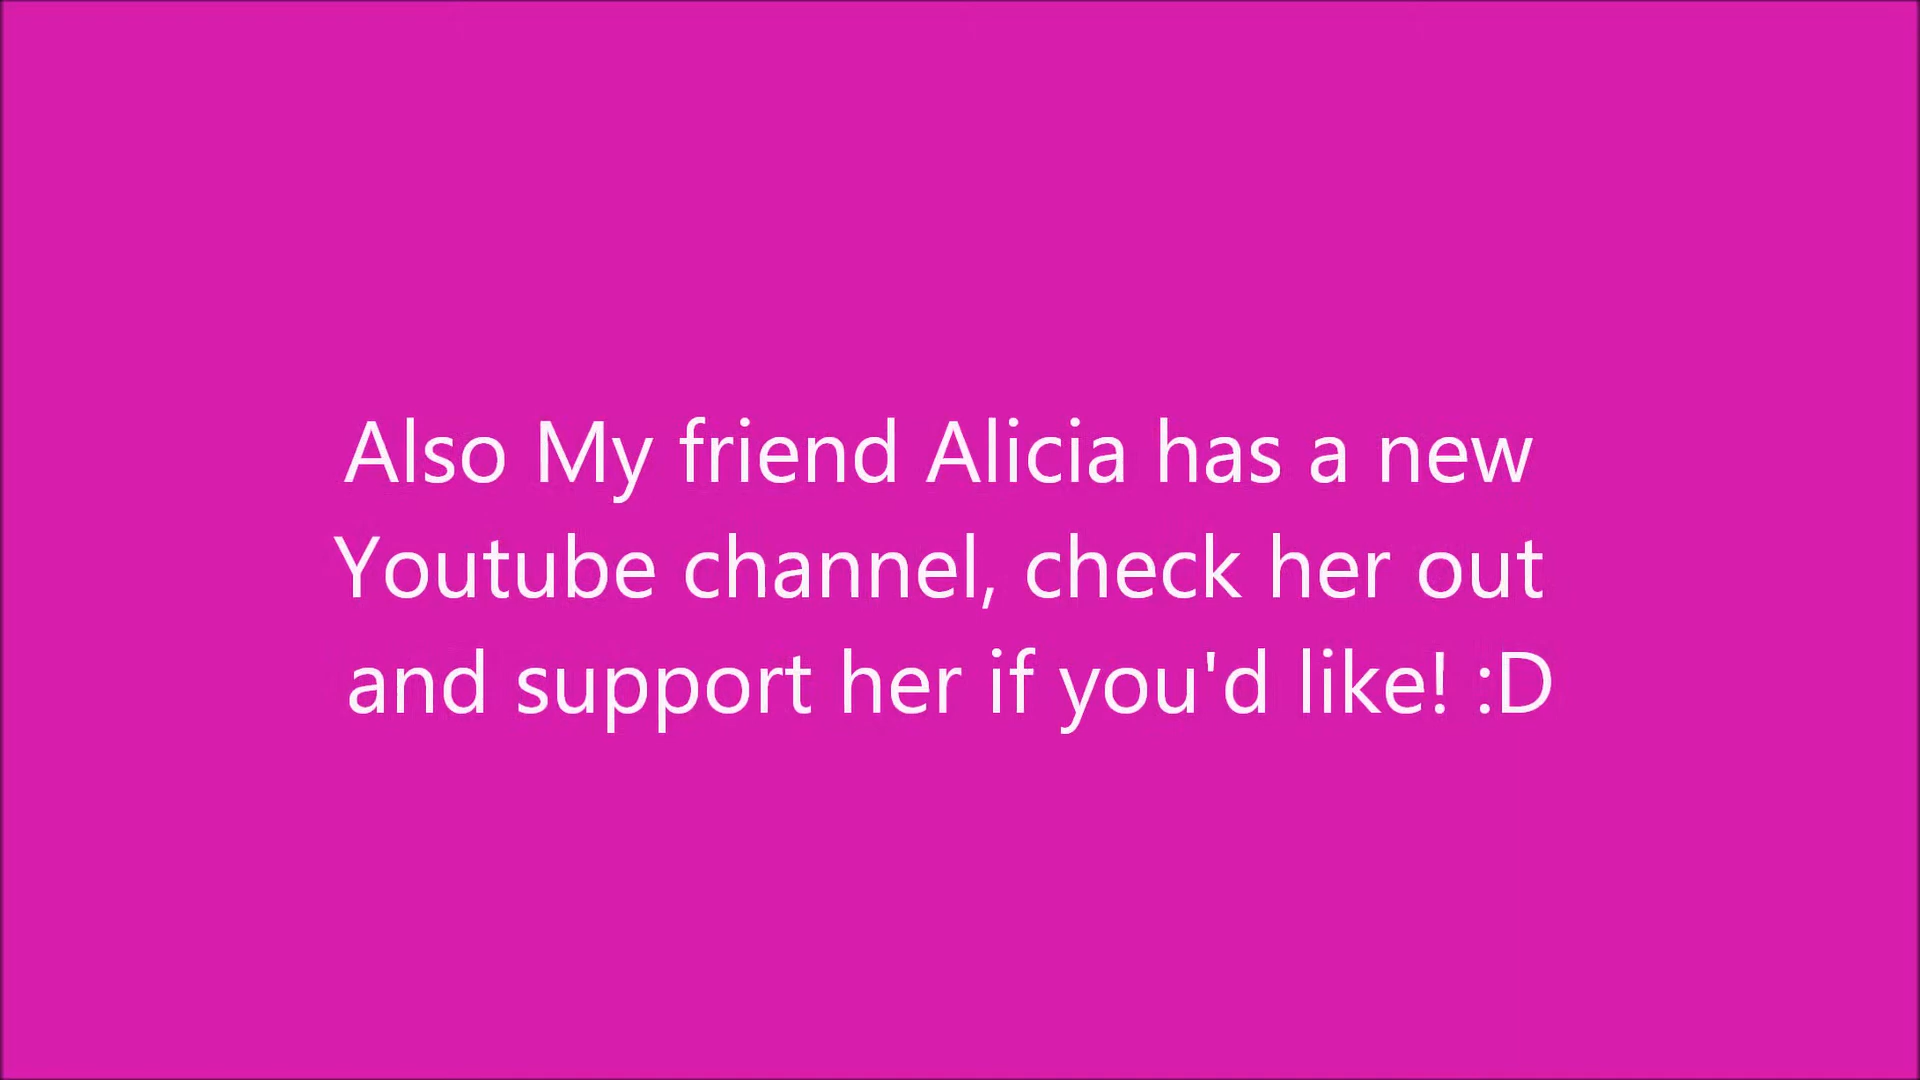 Also My friend Alicia has a new
Youtube channel, check her out
and support her if you'd like! :D